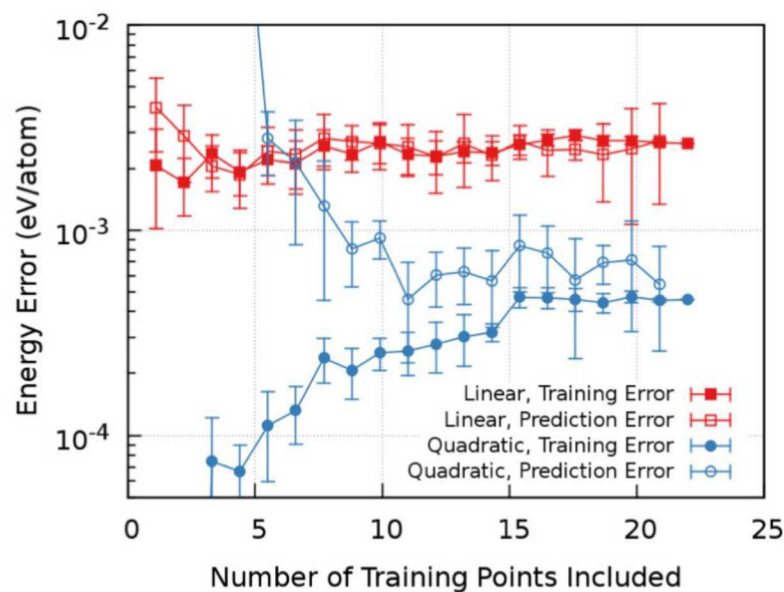 10⁻²
10⁻³
10⁻⁴
Energy Error (eV/atom)
Linear, Training Error
Linear, Prediction Error
Quadratic, Training Error
Quadratic, Prediction Error
0 5 10 15 20 25
Number of Training Points Included